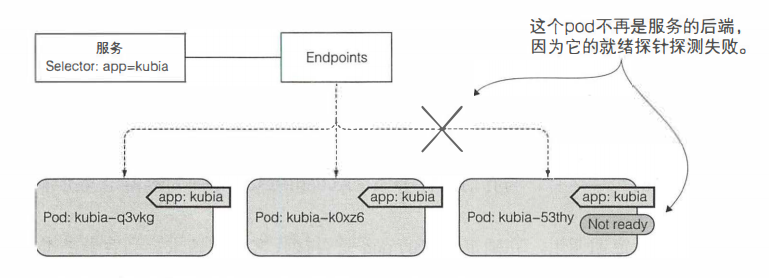 这个pod不再是服务的后端，
因为它的就绪探针探测失败。
服务
Selector: app=kubia
Endpoints
app: kubia
app: kubia
app: kubia
Pod: kubia-q3vkg
Pod: kubia-k0xz6
Pod: kubia-53thy
Not ready